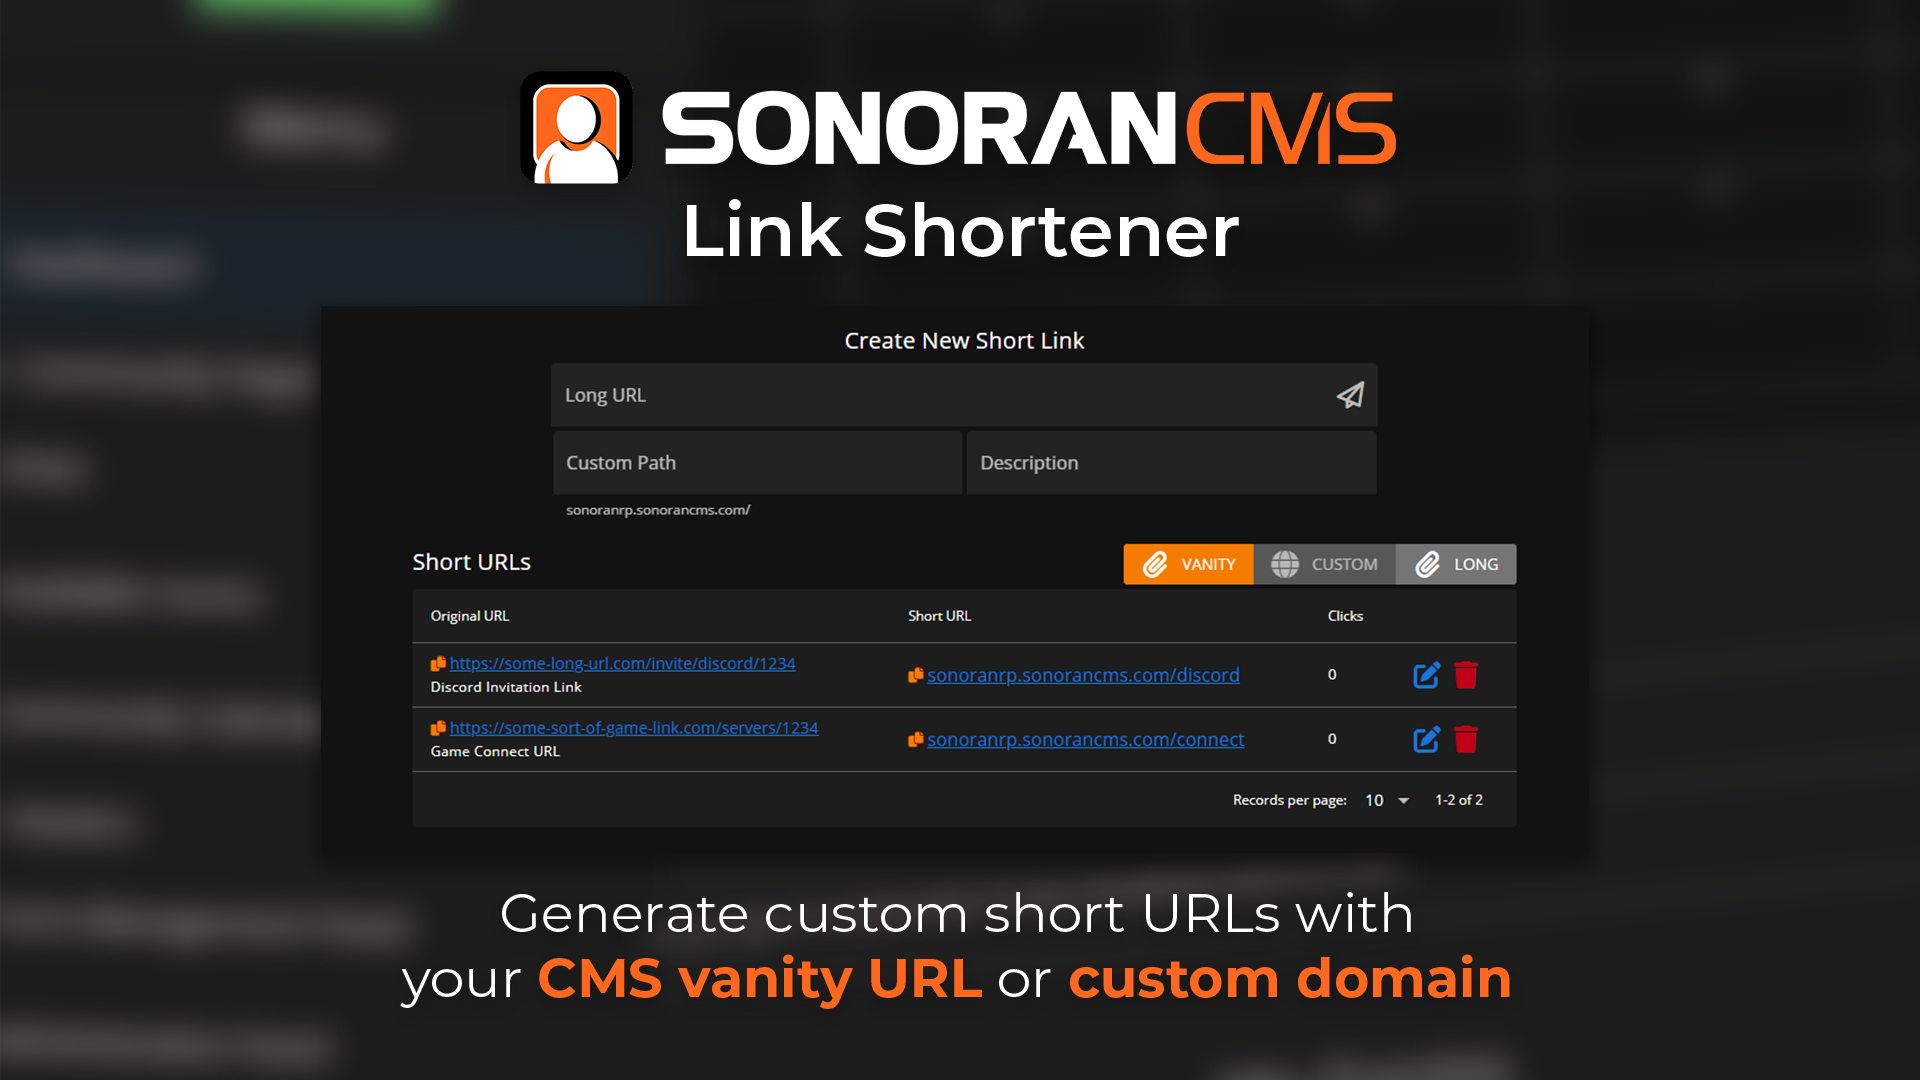 SONORANCMS
Link Shortener
Create New Short Link
Long URL
Custom Path
Description
sonoranrp.sonorancms.com/
Short URLs
VANITY
CUSTOM
LONG
Original URL
Short URL
Clicks
https://some-long-url.com/invite/discord/1234
Discord Invitation Link
sonoranrp.sonorancms.com/discord
0
https://some-sort-of-game-link.com/servers/1234
Game Connect URL
sonoranrp.sonorancms.com/connect
0
Records per page: 10 1-2 of 2
Generate custom short URLs with
your CMS vanity URL or custom domain